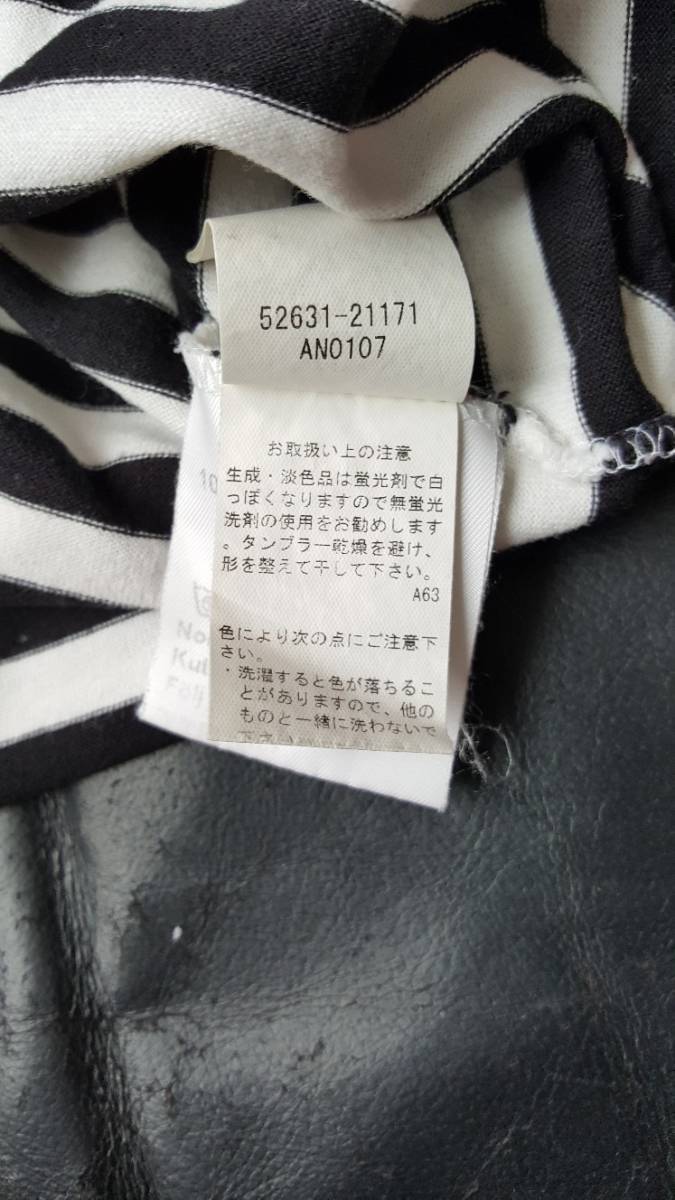 52631-21171
AN0107
お取扱い上の注意
生成・淡色品は蛍光剤で白
っぽくなりますので無蛍光
洗剤の使用をお勧めします
。タンブラー乾燥を避け、
形を整えて干して下さい。
A63
色により次の点にご注意下
さい。
・洗濯すると色が落ちるこ
とがありますので、他の
ものと一緒に洗わないで
下さい
10